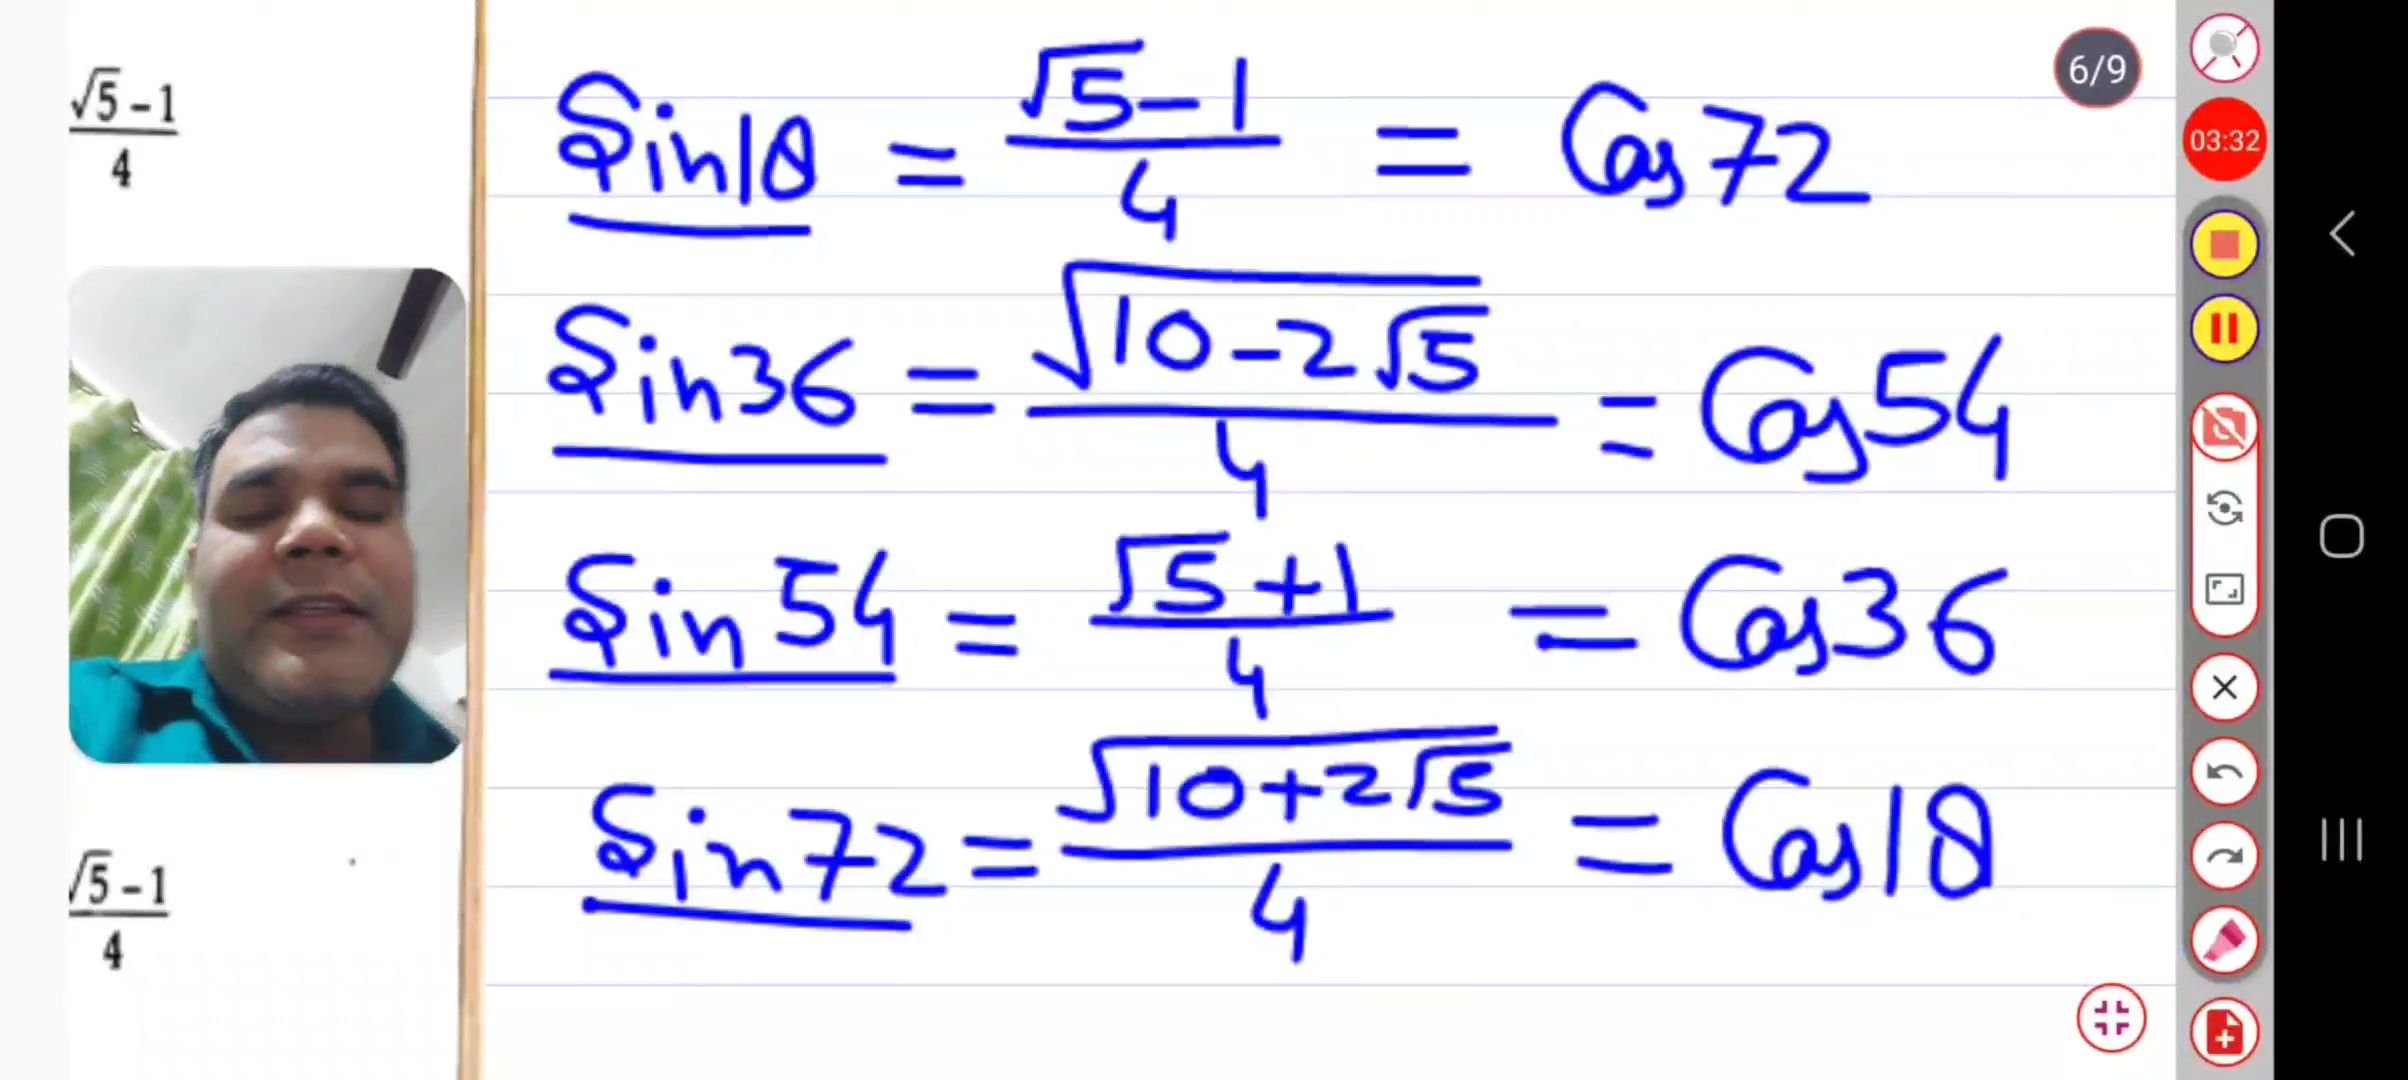 √5-1/4
Sin18 = √5-1/4 = Cos72
6/9
03:32
Sin36 = √(10-2√5)/4 = Cos54
Sin54 = √5+1/4 = Cos36
Sin72 = √(10+2√5)/4 = Cos18
√5-1/4